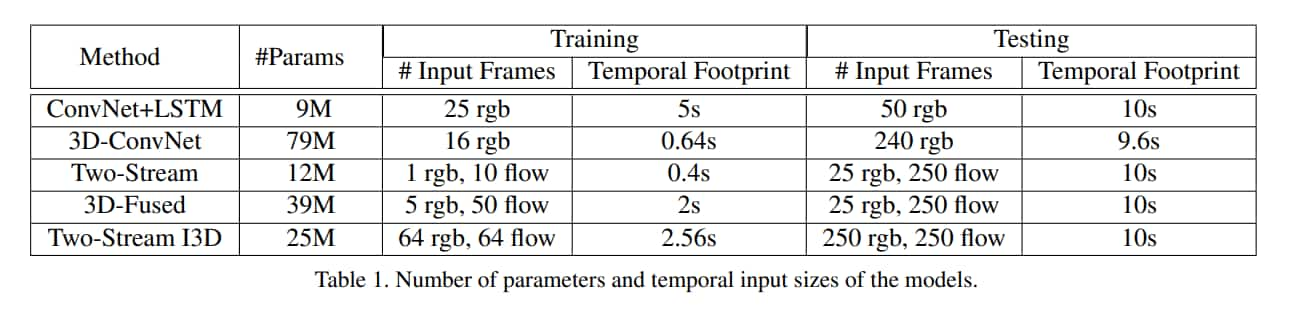 Method #Params Training Testing
# Input Frames Temporal Footprint # Input Frames Temporal Footprint
ConvNet+LSTM 9M 25 rgb 5s 50 rgb 10s
3D-ConvNet 79M 16 rgb 0.64s 240 rgb 9.6s
Two-Stream 12M 1 rgb, 10 flow 0.4s 25 rgb, 250 flow 10s
3D-Fused 39M 5 rgb, 50 flow 2s 25 rgb, 250 flow 10s
Two-Stream I3D 25M 64 rgb, 64 flow 2.56s 250 rgb, 250 flow 10s
Table 1. Number of parameters and temporal input sizes of the models.